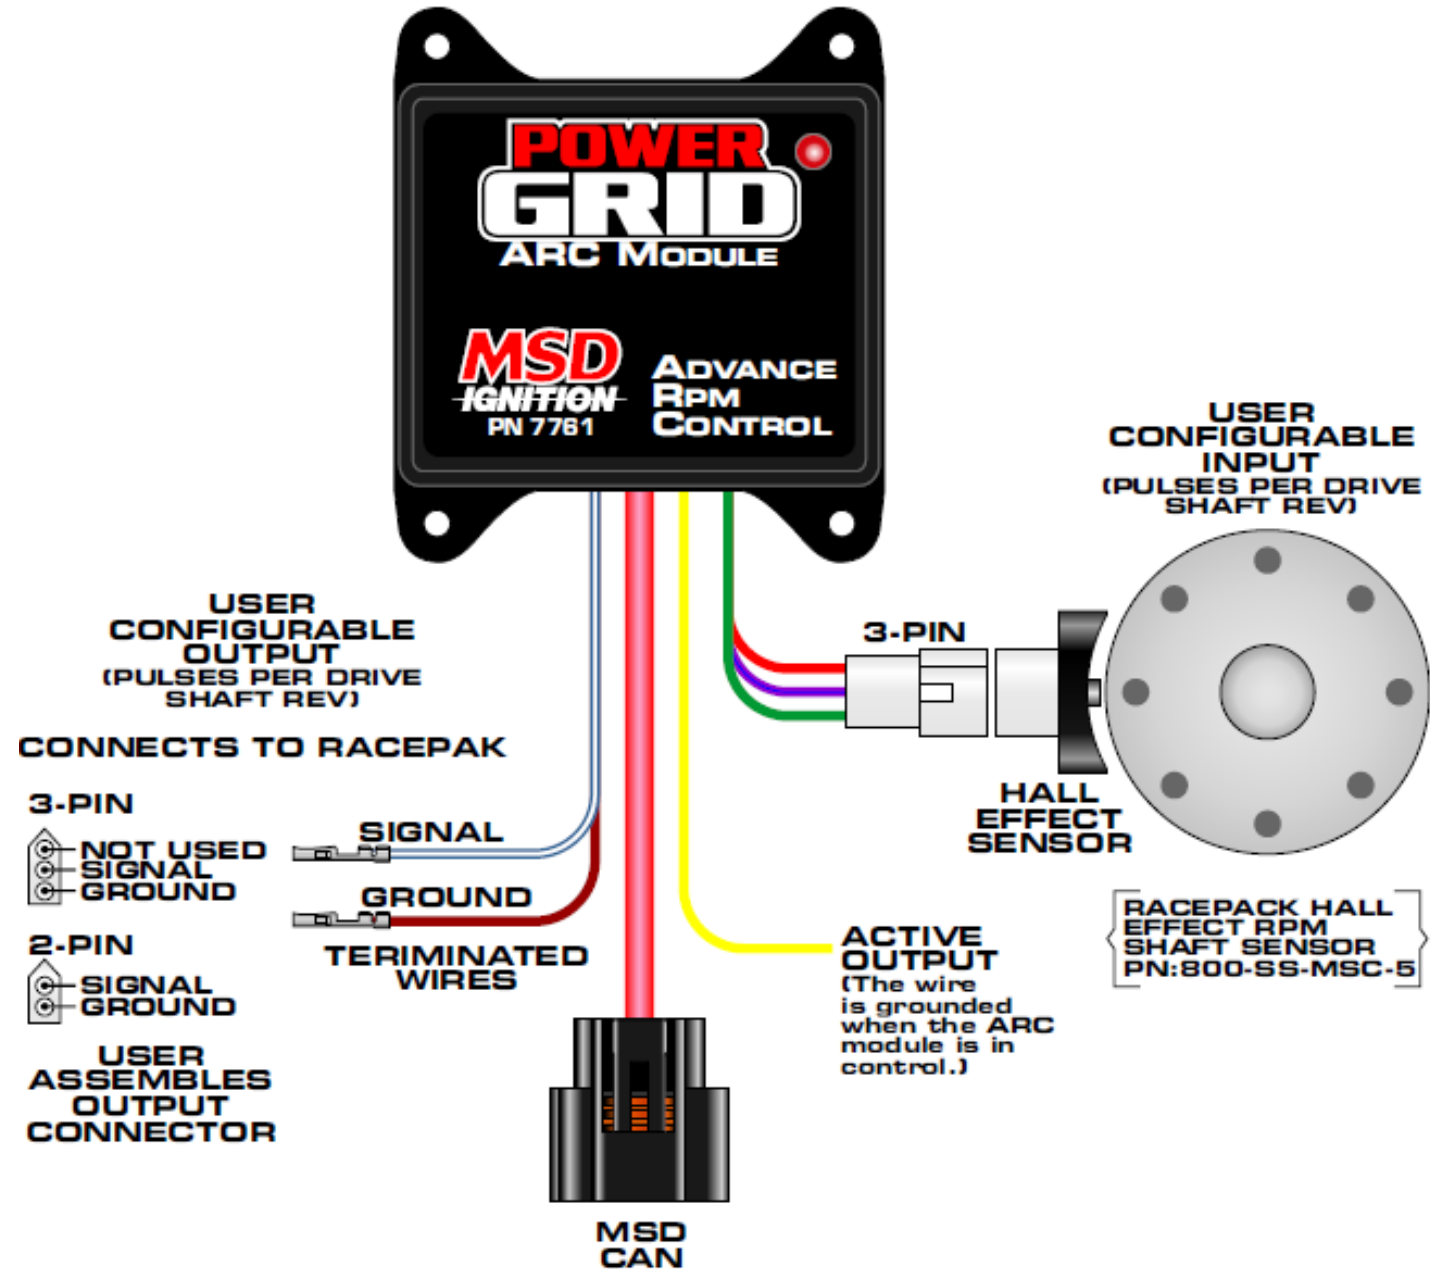 POWER
GRID
ARC MODULE
MSD
IGNITION
PN 7761
ADVANCE
RPM
CONTROL
USER
CONFIGURABLE
INPUT
(PULSES PER DRIVE
SHAFT REV)
USER
CONFIGURABLE
OUTPUT
(PULSES PER DRIVE
SHAFT REV)
CONNECTS TO RACEPAK
3-PIN
NOT USED
SIGNAL
GROUND
2-PIN
SIGNAL
GROUND
USER
ASSEMBLES
OUTPUT
CONNECTOR
SIGNAL
GROUND
TERIMINATED
WIRES
MSD
CAN
3-PIN
HALL
EFFECT
SENSOR
ACTIVE
OUTPUT
(The wire
is grounded
when the ARC
module is in
control.)
RACEPACK HALL
EFFECT RPM
SHAFT SENSOR
PN:800-SS-MSC-5